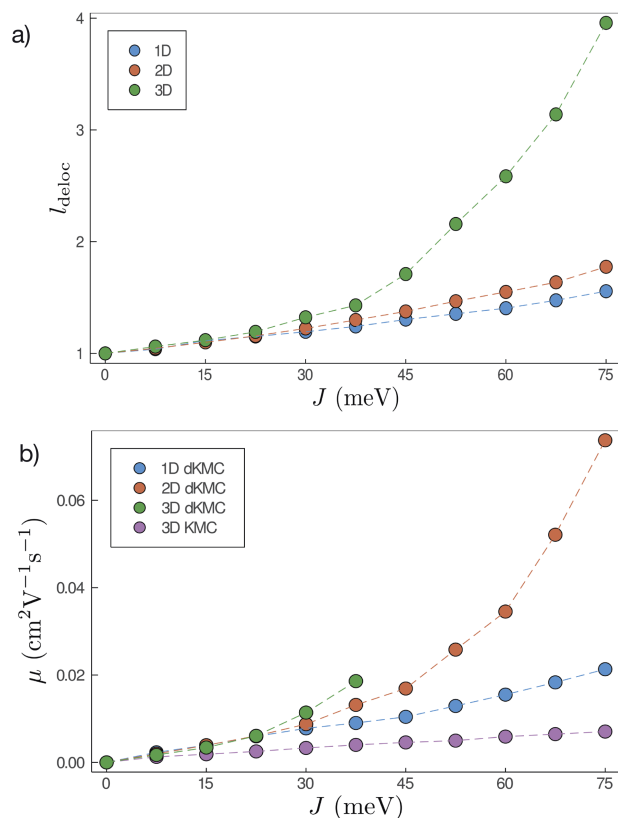 a)
4
3
2
1
l_deloc
1D
2D
3D
0 15 30 45 60 75
J (meV)
b)
0.06
0.04
0.02
0.00
μ (cm²V⁻¹s⁻¹)
1D dKMC
2D dKMC
3D dKMC
3D KMC
0 15 30 45 60 75
J (meV)